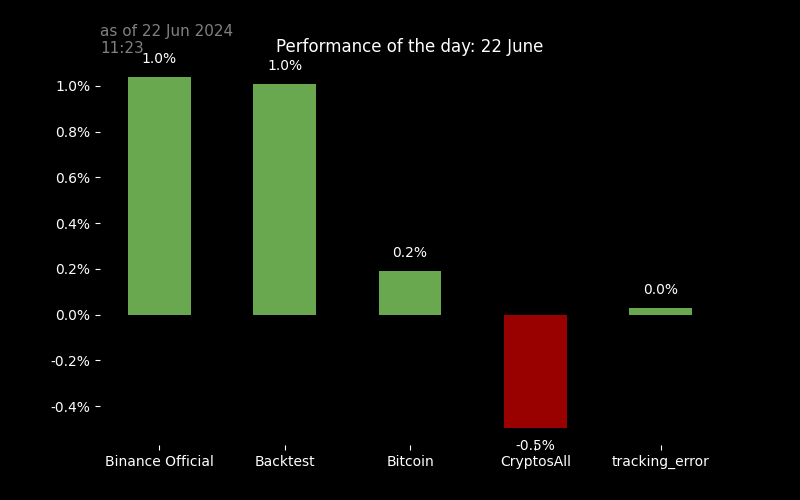 as of 22 Jun 2024
11:23
Performance of the day: 22 June
1.0%
1.0%
0.2%
-0.5%
0.0%
1.0%
0.8%
0.6%
0.4%
0.2%
0.0%
-0.2%
-0.4%
Binance Official
Backtest
Bitcoin
CryptosAll
tracking_error